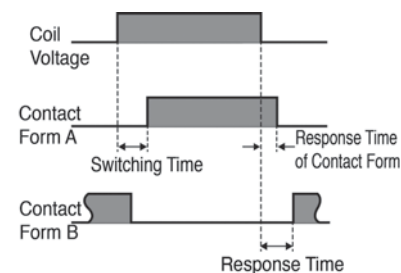 Coil
Voltage
Contact
Form A
Switching Time
Response Time
of Contact Form
Contact
Form B
Response Time